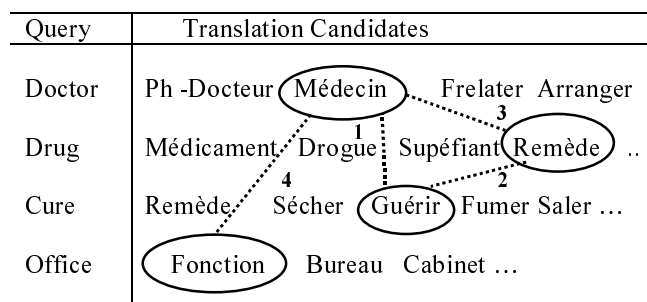 Query Translation Candidates
Doctor Ph -Docteur Médecin Frelater Arranger
3
Drug Médicament Drogue 1 Supéfiant Remède ..
4 2
Cure Remède Sécher Guérir Fumer Saler …
Office Fonction Bureau Cabinet …